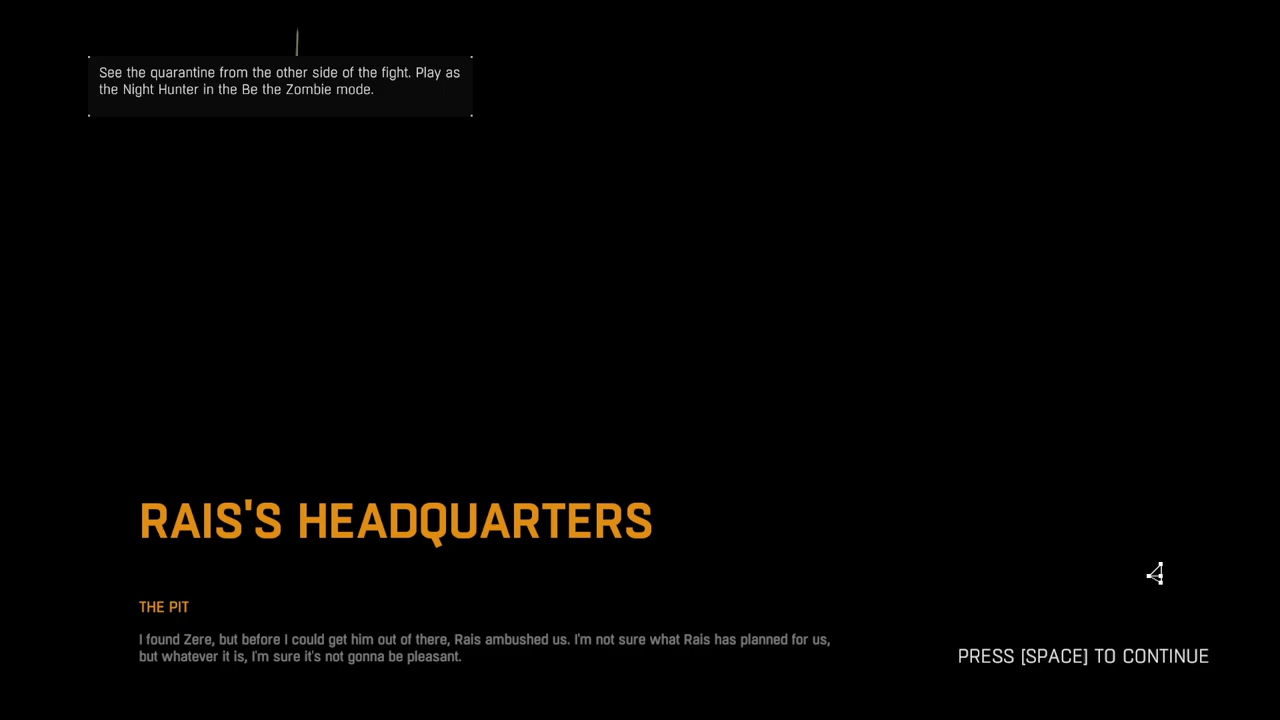 See the quarantine from the other side of the fight. Play as
the Night Hunter in the Be the Zombie mode.
RAIS'S HEADQUARTERS
THE PIT
I found Zere, but before I could get him out of there, Rais ambushed us. I'm not sure what Rais has planned for us,
but whatever it is, I'm sure it's not gonna be pleasant.
PRESS [SPACE] TO CONTINUE